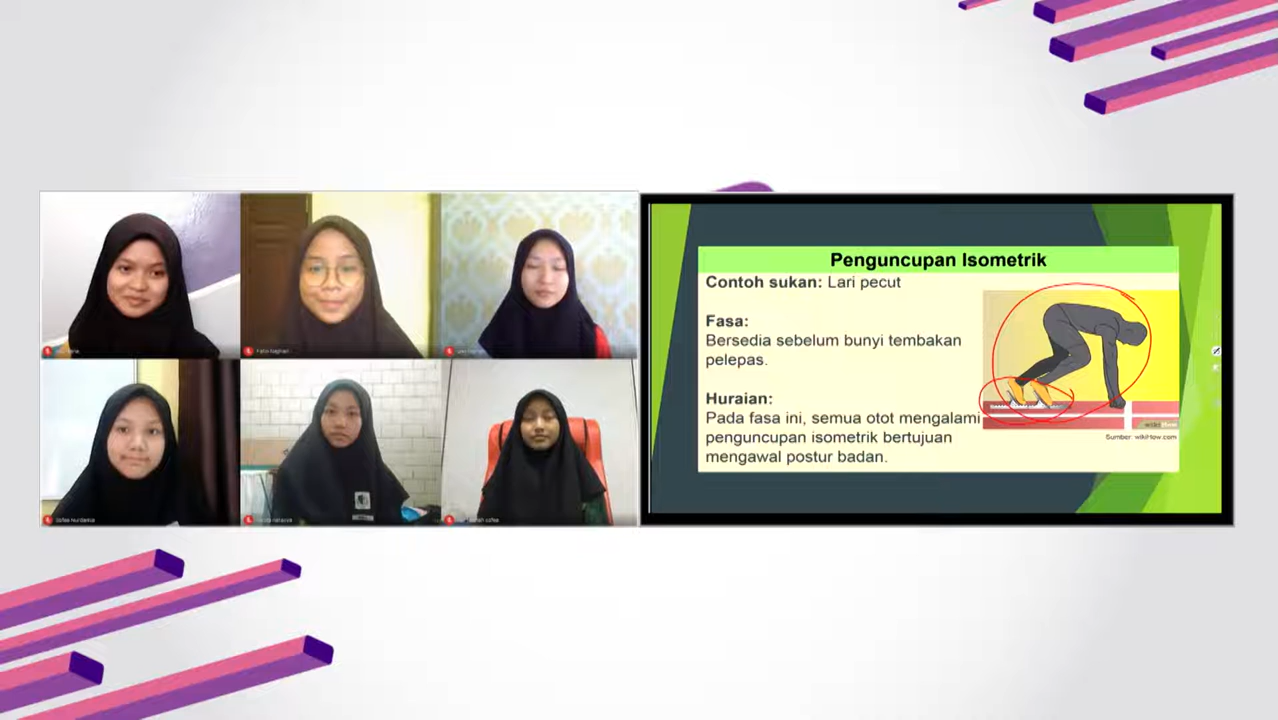 Penguncupan Isometrik
Contoh sukan: Lari pecut
Fasa:
Bersedia sebelum bunyi tembakan
pelepas.
Huraian:
Pada fasa ini, semua otot mengalami
penguncupan isometrik bertujuan
mengawal postur badan.
wikiHow
Sumber: wikiHow.com